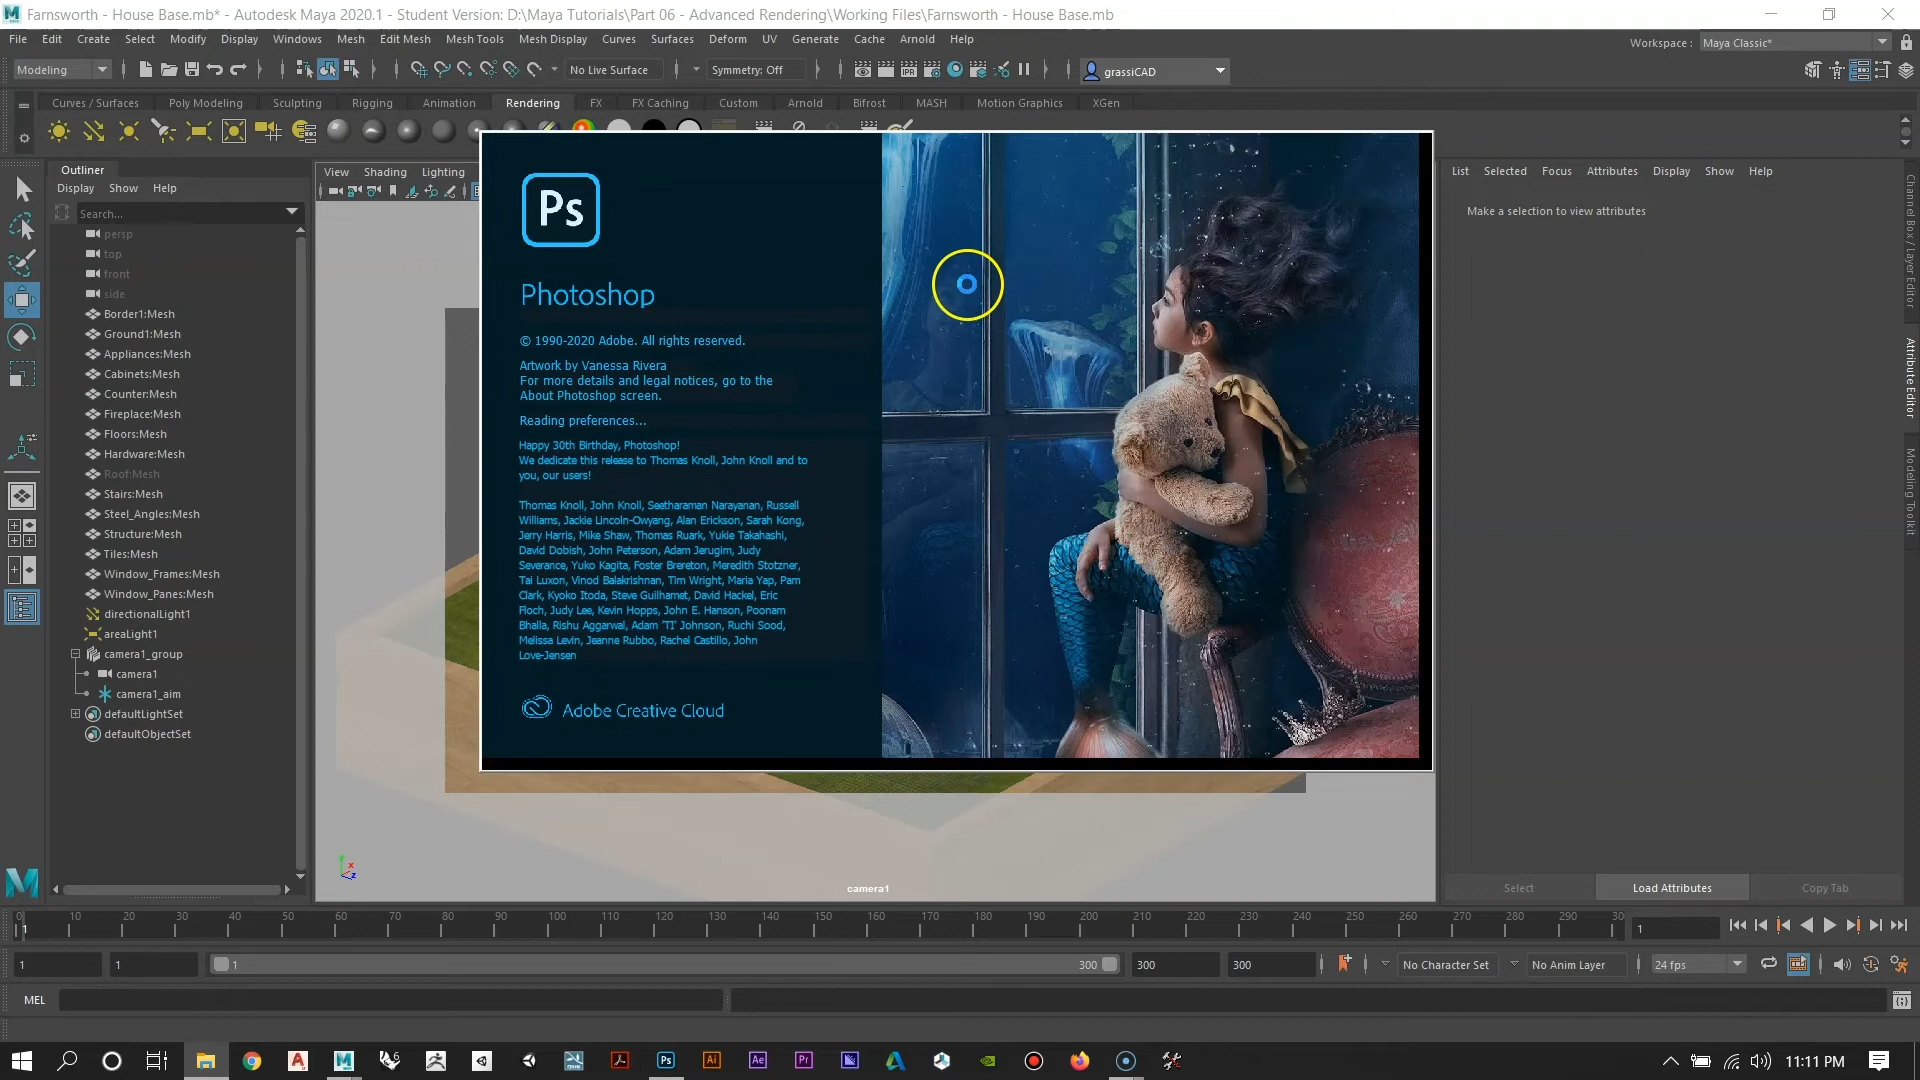 Farnsworth - House Base.mb* - Autodesk Maya 2020.1 - Student Version: D:\Maya Tutorials\Part 06 - Advanced Rendering\Working Files\Farnsworth - House Base.mb
File Edit Create Select Modify Display Windows Mesh Edit Mesh Mesh Tools Mesh Display Curves Surfaces Deform UV Generate Cache Arnold Help
Workspace : Maya Classic*
Modeling No Live Surface Symmetry: Off grassiCAD
Curves / Surfaces Poly Modeling Sculpting Rigging Animation Rendering FX FX Caching Custom Arnold Bifrost MASH Motion Graphics XGen
Outliner
Display Show Help
Search...
persp
top
front
side
Border1:Mesh
Ground1:Mesh
Appliances:Mesh
Cabinets:Mesh
Counter:Mesh
Fireplace:Mesh
Floors:Mesh
Hardware:Mesh
Roof:Mesh
Stairs:Mesh
Steel_Angles:Mesh
Structure:Mesh
Tiles:Mesh
Window_Frames:Mesh
Window_Panes:Mesh
directionalLight1
areaLight1
camera1_group
camera1
camera1_aim
defaultLightSet
defaultObjectSet
View Shading Lighting
Ps
Photoshop
© 1990-2020 Adobe. All rights reserved.
Artwork by Vanessa Rivera
For more details and legal notices, go to the
About Photoshop screen.
Reading preferences...
Happy 30th Birthday, Photoshop!
We dedicate this release to Thomas Knoll, John Knoll and to
you, our users!
Thomas Knoll, John Knoll, Seetharaman Narayanan, Russell
Williams, Jackie Lincoln-Owyang, Alan Erickson, Sarah Kong,
Jerry Harris, Mike Shaw, Thomas Ruark, Yukie Takahashi,
David Dobish, John Peterson, Adam Jerugim, Judy
Severance, Yuko Kagita, Foster Brereton, Meredith Stotzner,
Tai Luxon, Vinod Balakrishnan, Tim Wright, Maria Yap, Pam
Clark, Kyoko Itoda, Steve Guilhamet, David Hackel, Eric
Floch, Judy Lee, Kevin Hopps, John E. Hanson, Poonam
Bhalla, Rishu Aggarwal, Adam 'TI' Johnson, Ruchi Sood,
Melissa Levin, Jeanne Rubbo, Rachel Castillo, John
Love-Jensen
Adobe Creative Cloud
camera1
List Selected Focus Attributes Display Show Help
Make a selection to view attributes
Select Load Attributes Copy Tab
Channel Box / Layer Editor
Attribute Editor
Modeling Toolkit
0 10 20 30 40 50 60 70 80 90 100 110 120 130 140 150 160 170 180 190 200 210 220 230 240 250 260 270 280 290 30
1 1
1 1 1 300 300 300 No Character Set No Anim Layer 24 fps
MEL
Ps Ai Ae Pr 11:11 PM